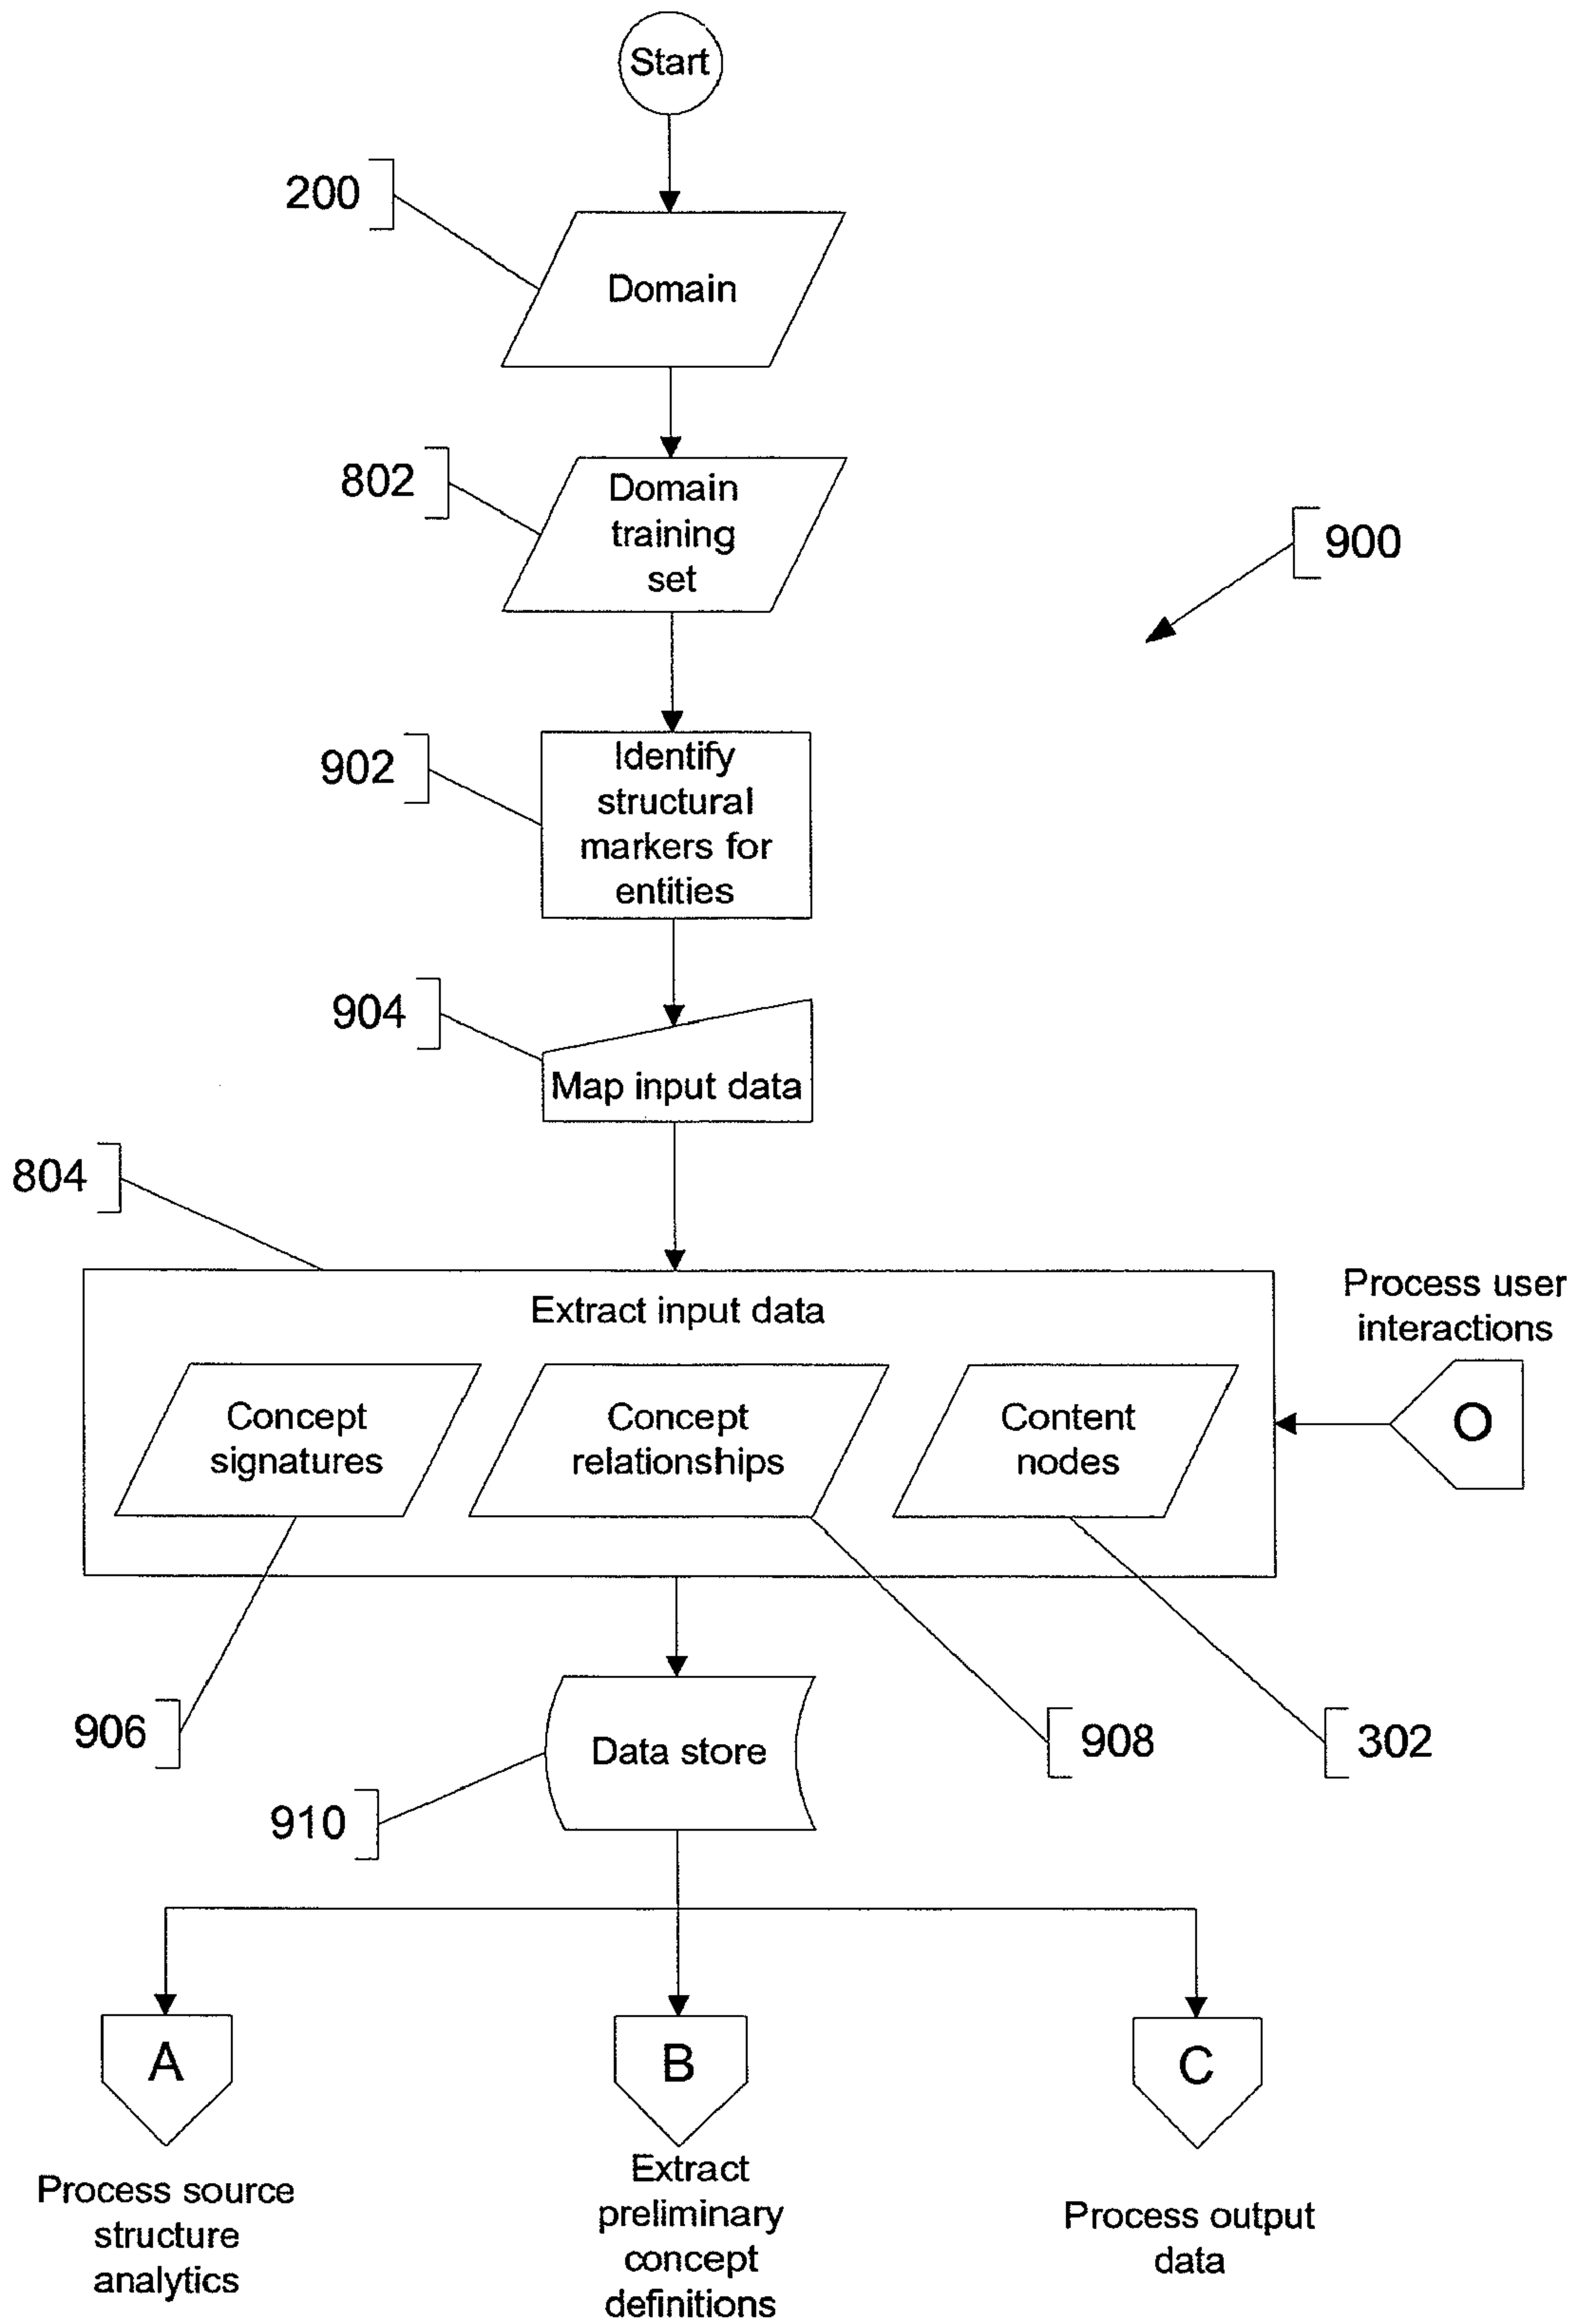 Start
200
Domain
802
Domain
training
set
900
902
Identify
structural
markers for
entities
904
Map input data
804
Extract input data
Process user
interactions
Concept
signatures
Concept
relationships
Content
nodes
O
906
Data store
908
302
910
A
B
C
Process source
structure
analytics
Extract
preliminary
concept
definitions
Process output
data